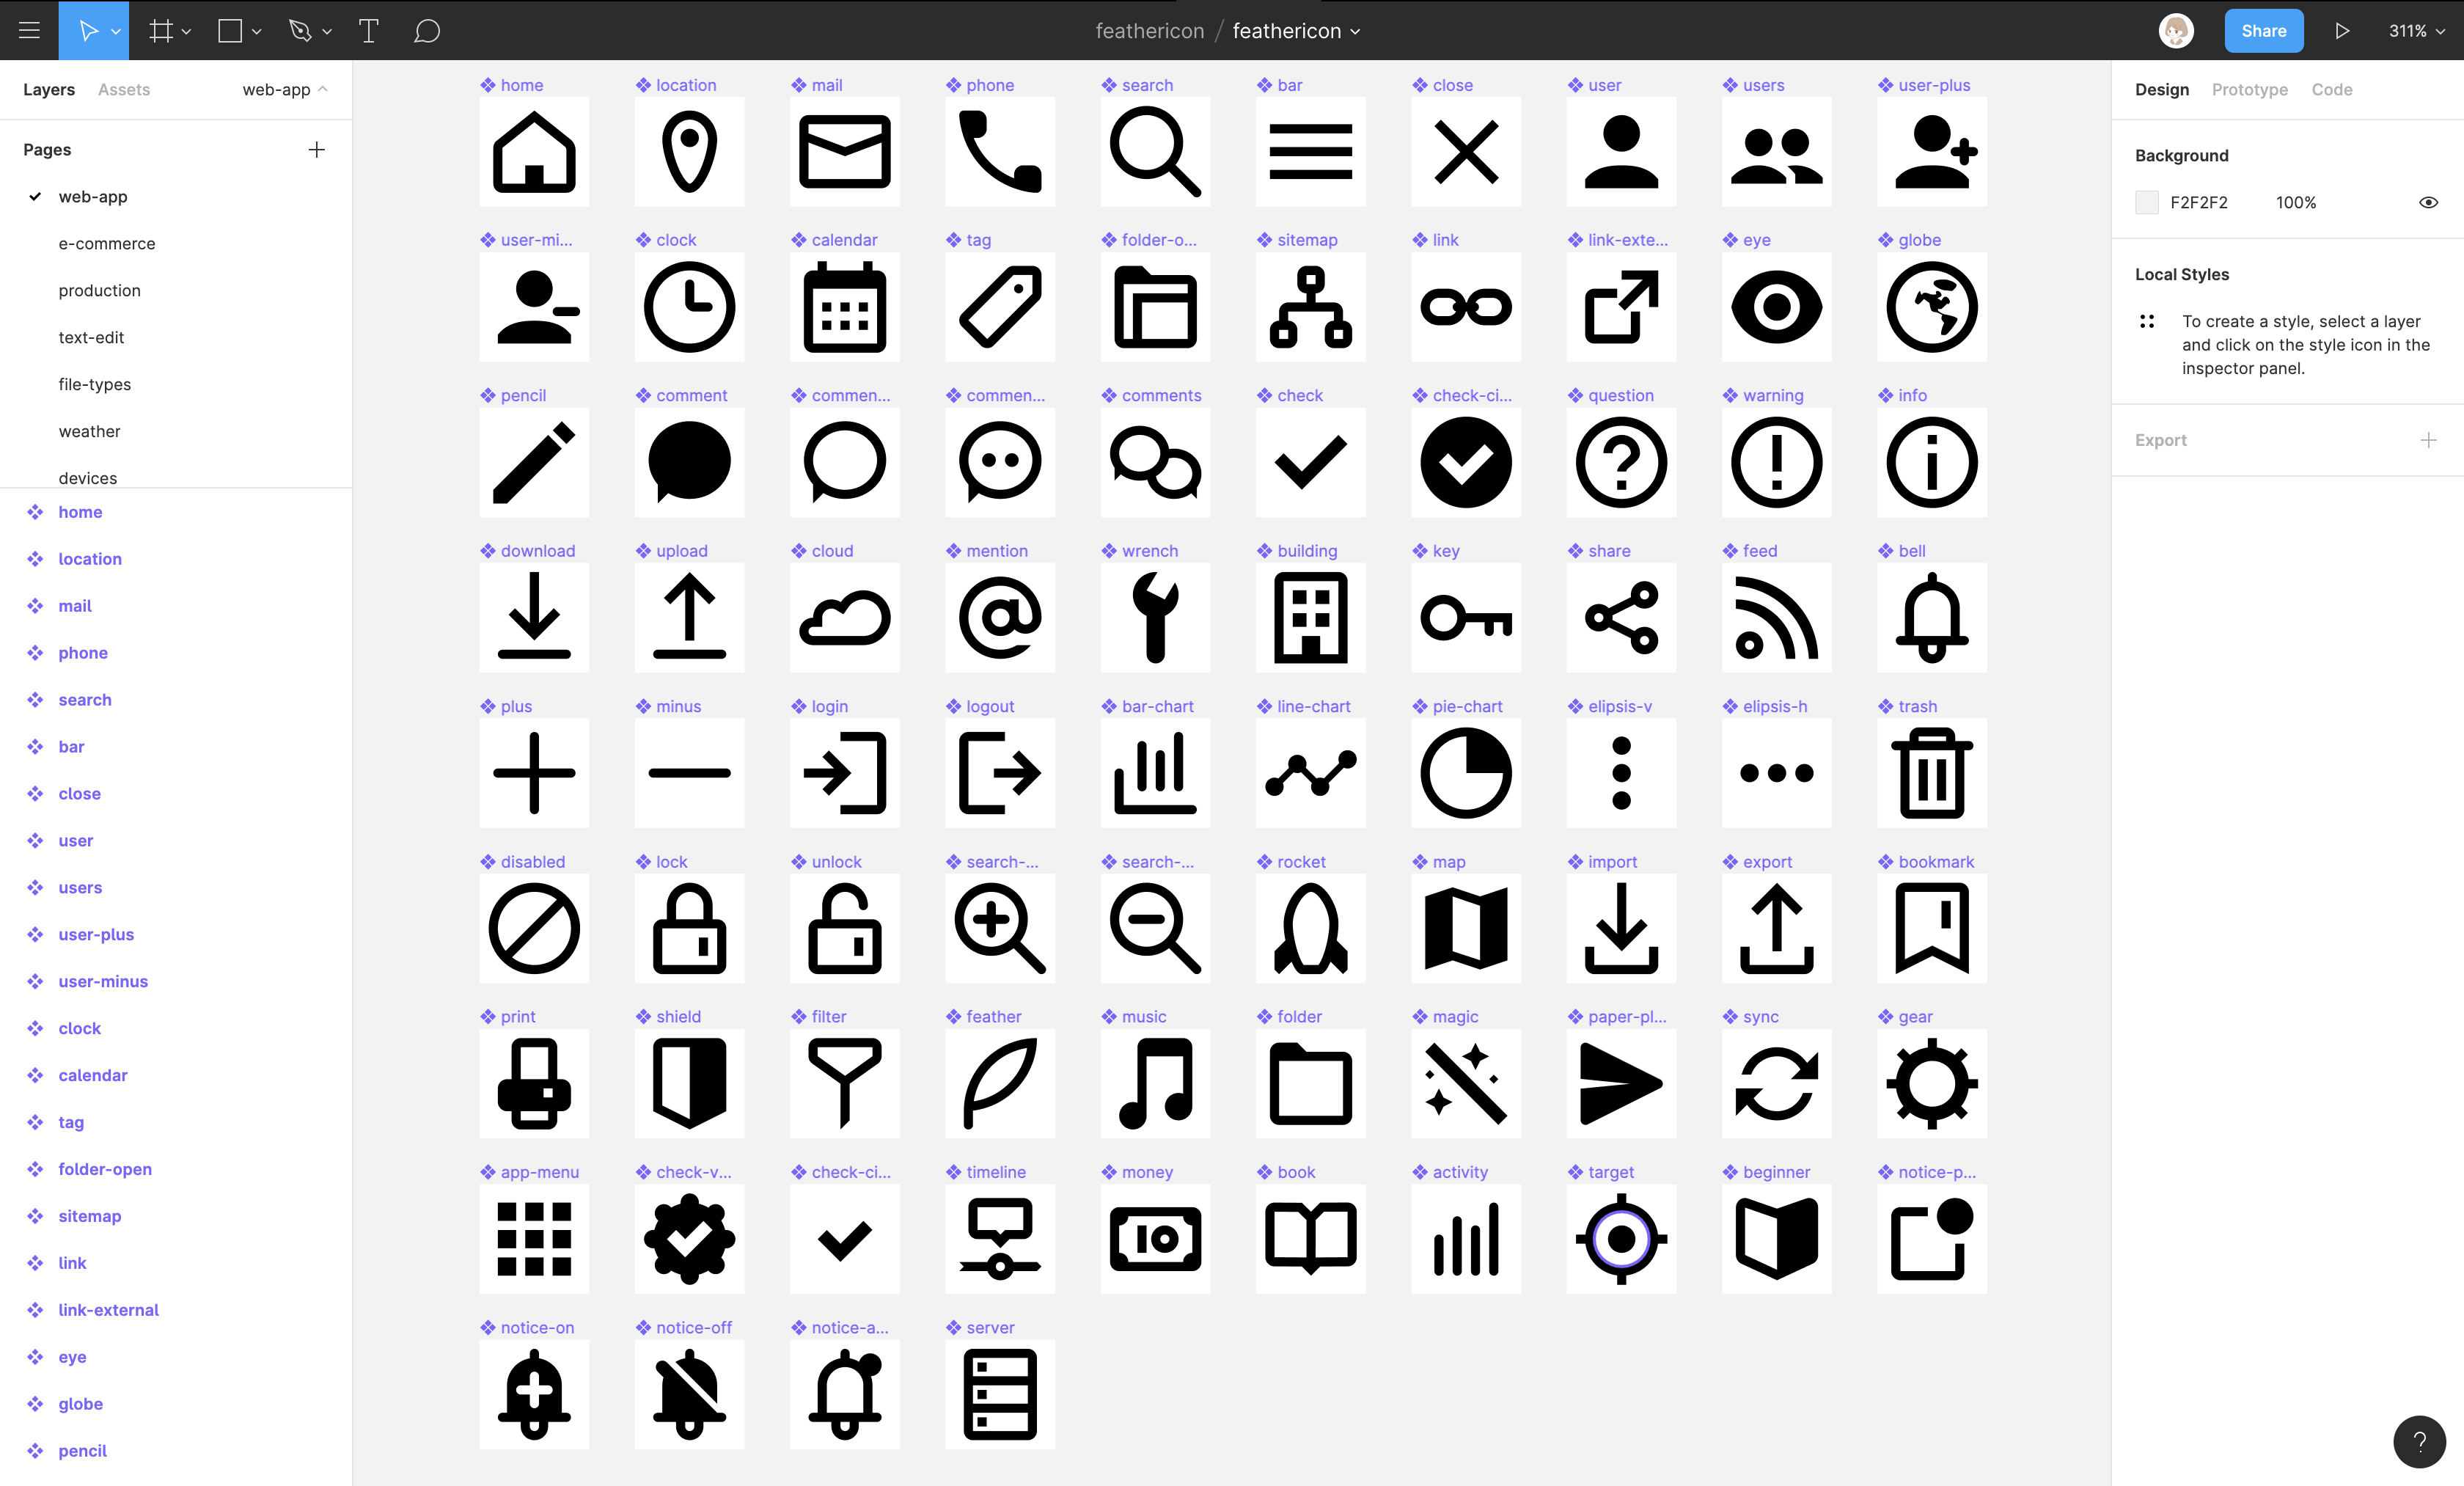 feathericon / feathericon
Share
311%
Layers
Assets
web-app
Pages
web-app
e-commerce
production
text-edit
file-types
weather
devices
home
location
mail
phone
search
bar
close
user
users
user-plus
user-minus
clock
calendar
tag
folder-open
sitemap
link
link-external
eye
globe
pencil
home location mail phone search bar close user users user-plus
user-mi... clock calendar tag folder-o... sitemap link link-exte... eye globe
pencil comment commen... commen... comments check check-ci... question warning info
download upload cloud mention wrench building key share feed bell
plus minus login logout bar-chart line-chart pie-chart elipsis-v elipsis-h trash
disabled lock unlock search-... search-... rocket map import export bookmark
print shield filter feather music folder magic paper-pl... sync gear
app-menu check-v... check-ci... timeline money book activity target beginner notice-p...
10
notice-on notice-off notice-a... server
Design
Prototype
Code
Background
F2F2F2 100%
Local Styles
To create a style, select a layer
and click on the style icon in the
inspector panel.
Export
?